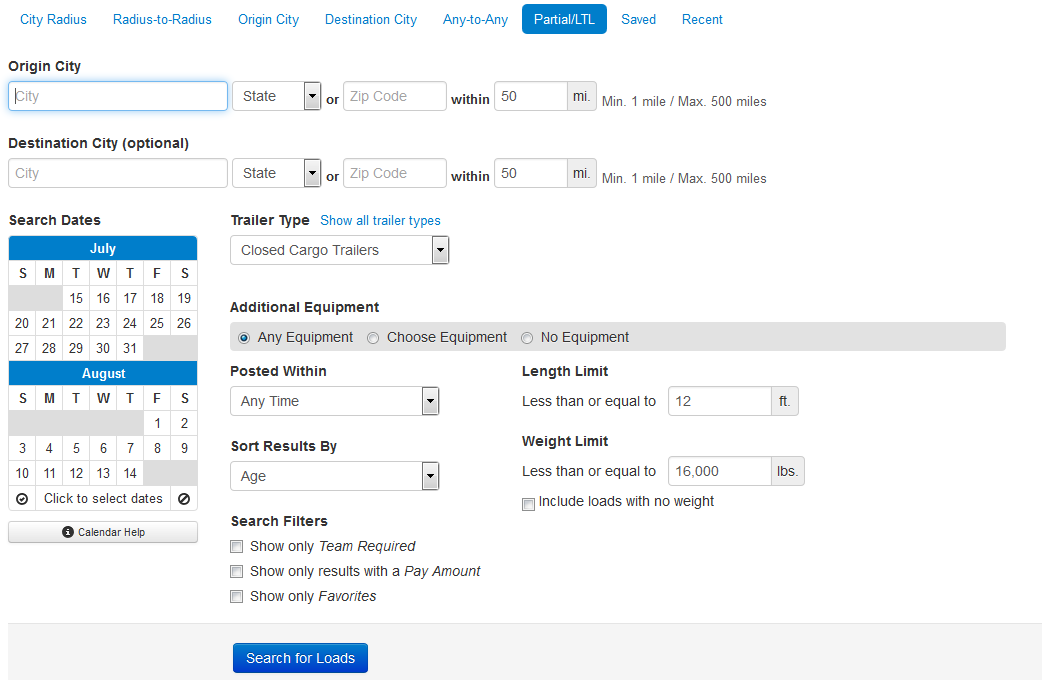 City Radius Radius-to-Radius Origin City Destination City Any-to-Any Partial/LTL Saved Recent
Origin City
City State or Zip Code within 50 mi. Min. 1 mile / Max. 500 miles
Destination City (optional)
City State or Zip Code within 50 mi. Min. 1 mile / Max. 500 miles
Search Dates
July
S M T W T F S
15 16 17 18 19
20 21 22 23 24 25 26
27 28 29 30 31
August
S M T W T F S
1 2
3 4 5 6 7 8 9
10 11 12 13 14
Click to select dates
Calendar Help
Trailer Type Show all trailer types
Closed Cargo Trailers
Additional Equipment
Any Equipment Choose Equipment No Equipment
Posted Within
Any Time
Sort Results By
Age
Search Filters
Show only Team Required
Show only results with a Pay Amount
Show only Favorites
Length Limit
Less than or equal to 12 ft.
Weight Limit
Less than or equal to 16,000 lbs.
Include loads with no weight
Search for Loads